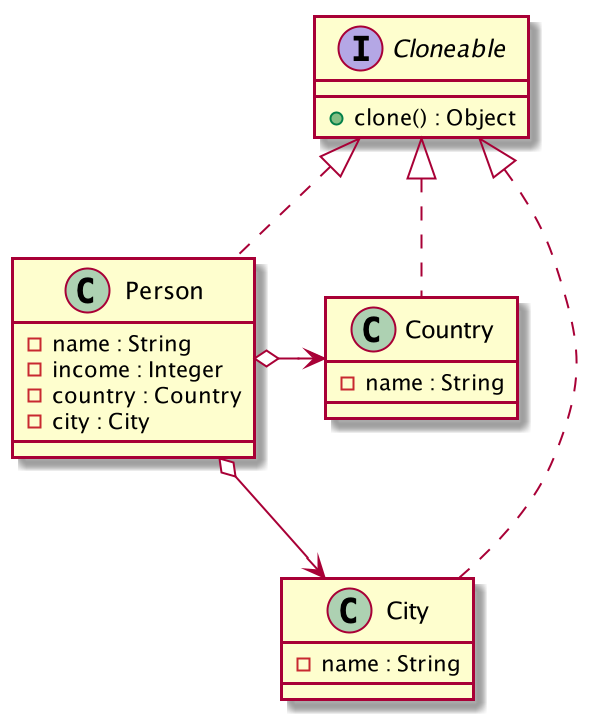 I Cloneable
clone() : Object
C Person
name : String
income : Integer
country : Country
city : City
C Country
name : String
C City
name : String